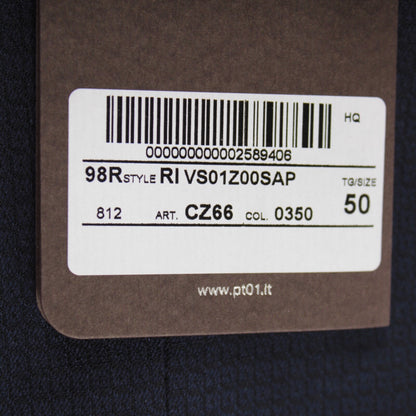 HQ
000000000002589406
98R STYLE RI VS01Z00SAP TG/SIZE
812 ART. CZ66 COL. 0350 50
www.pt01.it